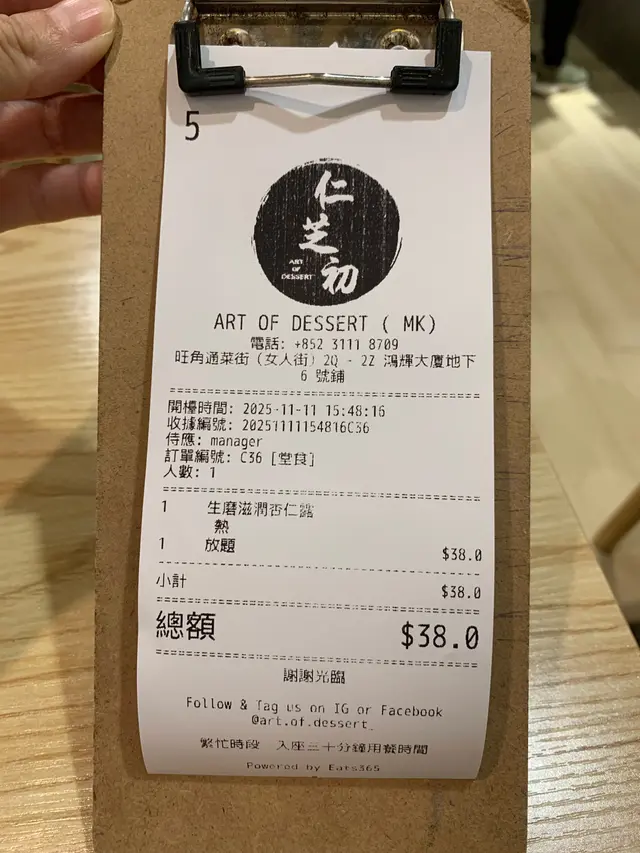 5
仁芝初
ART
OF
DESSERT
ART OF DESSERT ( MK)
電話: +852 3111 8709
旺角通菜街 (女人街) 2Q - 2Z 鴻輝大廈地下
6 號鋪
開檯時間: 2025-11-11 15:48:16
收據編號: 20251111154816C36
侍應: manager
訂單編號: C36 [堂食]
人數: 1
1 生磨滋潤杏仁露
熱
1 放題 $38.0
小計 $38.0
總額 $38.0
謝謝光臨
Follow & Tag us on IG or Facebook
@art.of.dessert_
繁忙時段 入座三十分鐘用餐時間
Powered by Eats365